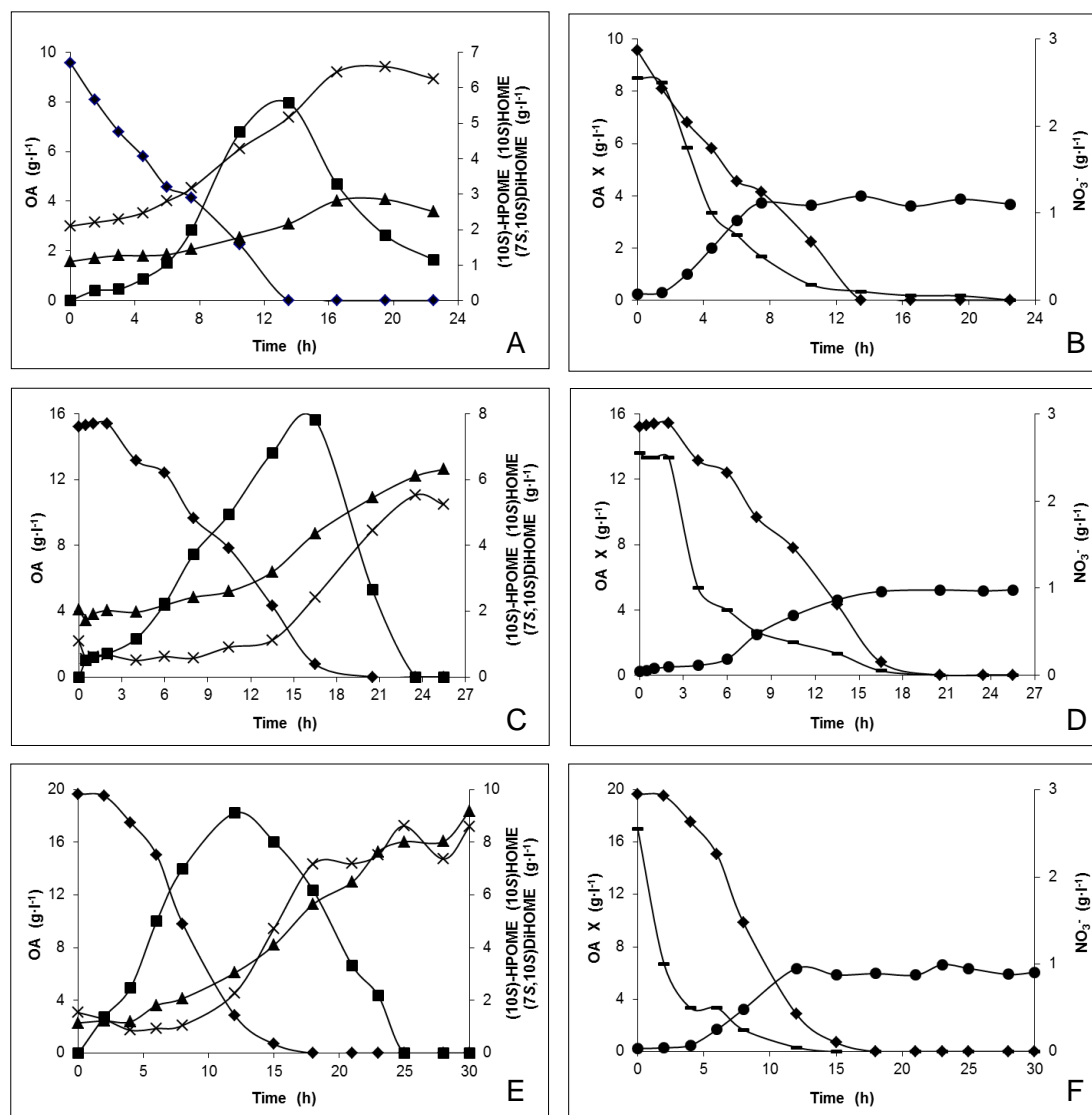 10
8
6
4
2
0
OA (g·l-1)
7
6
5
4
3
2
1
0
(10S)-HPOME (10S)HOME
(7S,10S)DiHOME (g·l-1)
0 4 8 12 16 20 24
Time (h)
A
10
8
6
4
2
0
OA X (g·l-1)
3
2
1
0
NO3- (g·l-1)
0 4 8 12 16 20 24
Time (h)
B
16
12
8
4
0
OA (g·l-1)
8
6
4
2
0
(10S)-HPOME (10S)HOME
(7S,10S)DiHOME (g·l-1)
0 3 6 9 12 15 18 21 24 27
Time (h)
C
16
12
8
4
0
OA X (g·l-1)
3
2
1
0
NO3- (g·l-1)
0 3 6 9 12 15 18 21 24 27
Time (h)
D
20
16
12
8
4
0
OA (g·l-1)
10
8
6
4
2
0
(10S)-HPOME (10S)HOME
(7S,10S)DiHOME (g·l-1)
0 5 10 15 20 25 30
Time (h)
E
20
16
12
8
4
0
OA X (g·l-1)
3
2
1
0
NO3- (g·l-1)
0 5 10 15 20 25 30
Time (h)
F